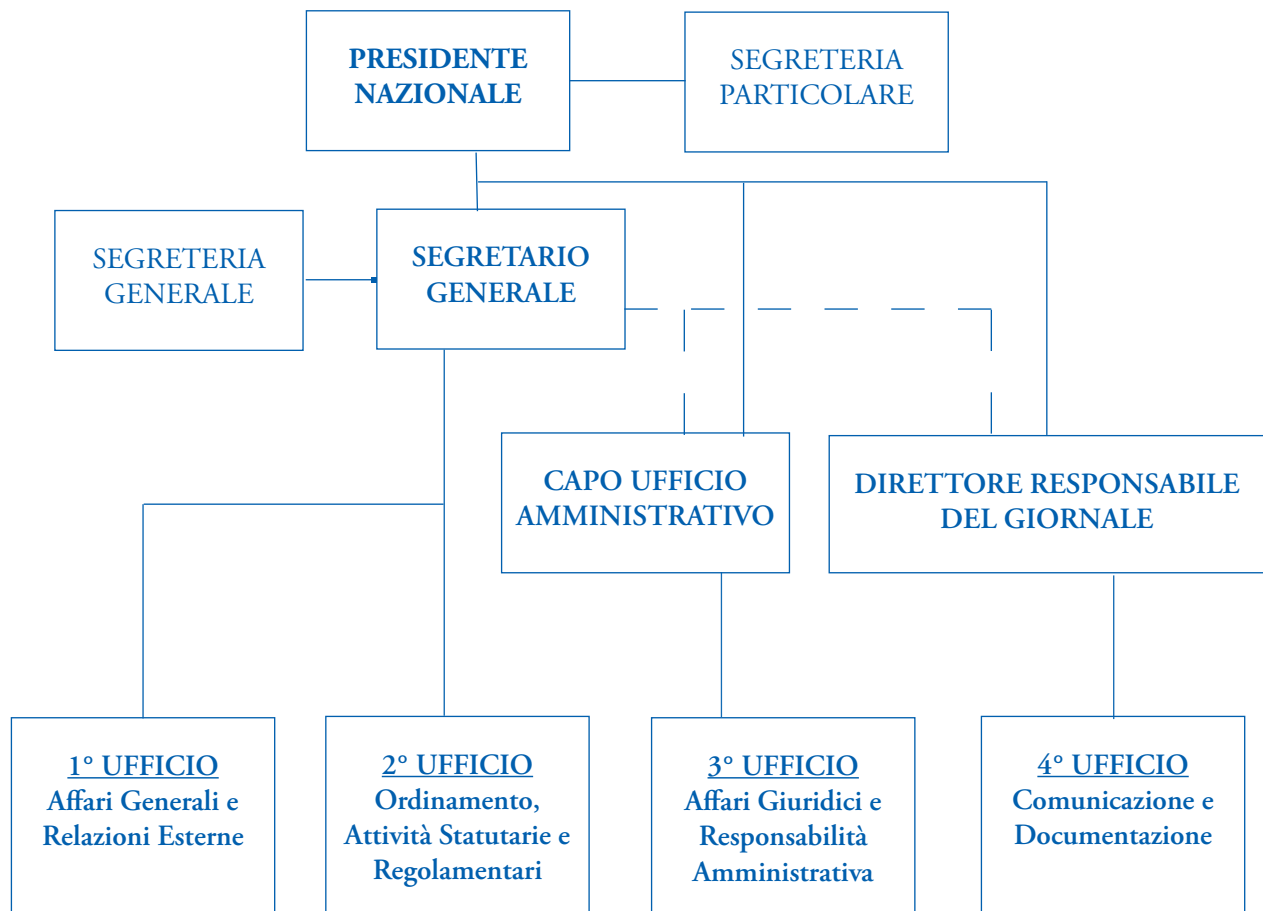 PRESIDENTE
NAZIONALE
SEGRETERIA
PARTICOLARE
SEGRETERIA
GENERALE
SEGRETARIO
GENERALE
CAPO UFFICIO
AMMINISTRATIVO
DIRETTORE RESPONSABILE
DEL GIORNALE
1° UFFICIO
Affari Generali e
Relazioni Esterne
2° UFFICIO
Ordinamento,
Attività Statutarie e
Regolamentari
3° UFFICIO
Affari Giuridici e
Responsabilità
Amministrativa
4° UFFICIO
Comunicazione e
Documentazione